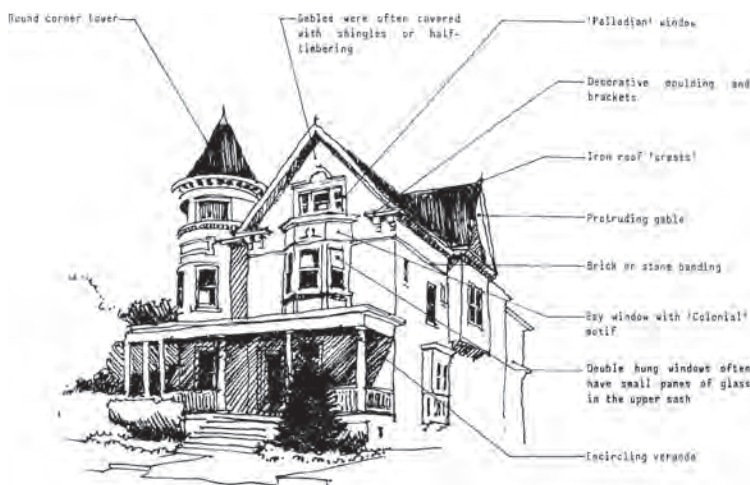 Round corner tower
Gables were often covered
with shingles or half-
timbering
'Palladian' window
Decorative moulding and
brackets
Iron roof 'crests'
Protruding gable
Brick or stone banding
Bay window with 'Colonial'
motif
Double hung windows often
have small panes of glass
in the upper sash
Encircling veranda